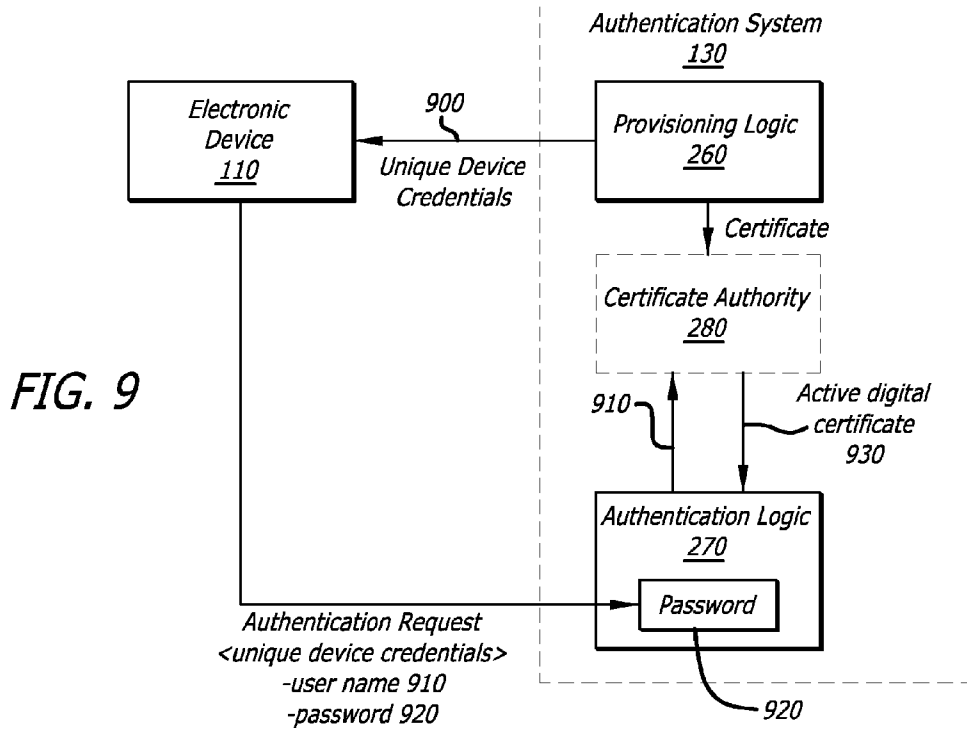 Authentication System
130
Electronic
Device
110
900
Unique Device
Credentials
Provisioning Logic
260
Certificate
Certificate Authority
280
FIG. 9
910
Active digital
certificate
930
Authentication Logic
270
Password
Authentication Request
<unique device credentials>
-user name 910
-password 920
920